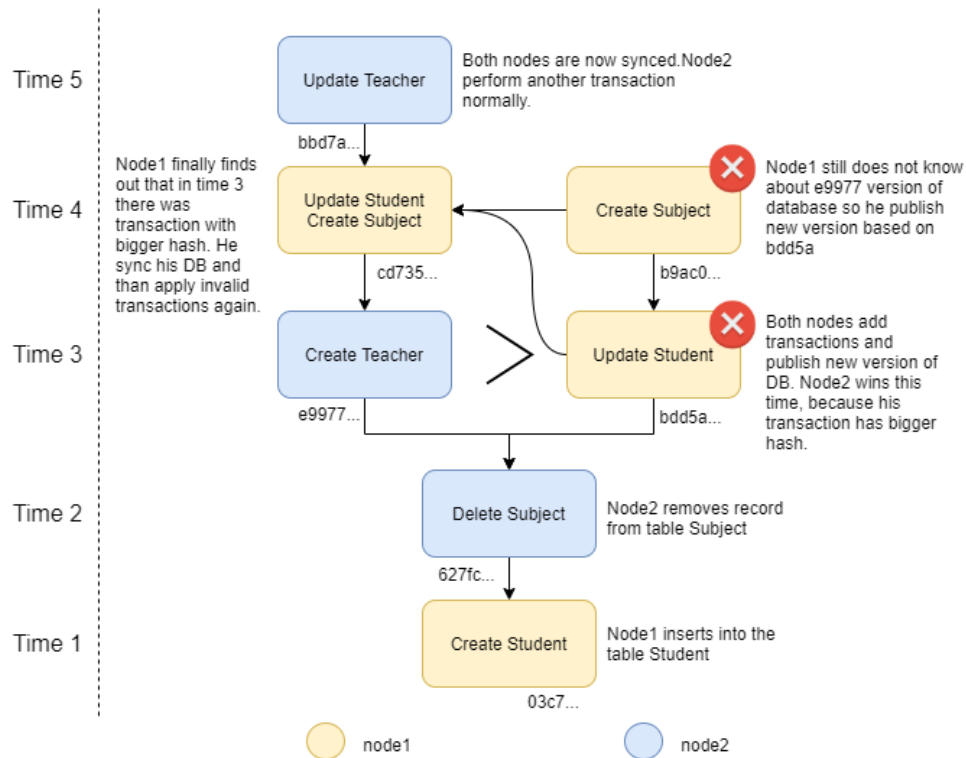 Time 5
Update Teacher
Both nodes are now synced.Node2
perform another transaction
normally.
bbd7a...
Node1 finally finds
out that in time 3
there was
transaction with
bigger hash. He
sync his DB and
than apply invalid
transactions again.
Time 4
Update Student
Create Subject
Create Subject
Node1 still does not know
about e9977 version of
database so he publish
new version based on
bdd5a
cd735...
b9ac0...
Time 3
Create Teacher
>
Update Student
Both nodes add
transactions and
publish new version of
DB. Node2 wins this
time, because his
transaction has bigger
hash.
e9977...
bdd5a...
Time 2
Delete Subject
Node2 removes record
from table Subject
627fc...
Time 1
Create Student
Node1 inserts into the
table Student
03c7...
node1
node2